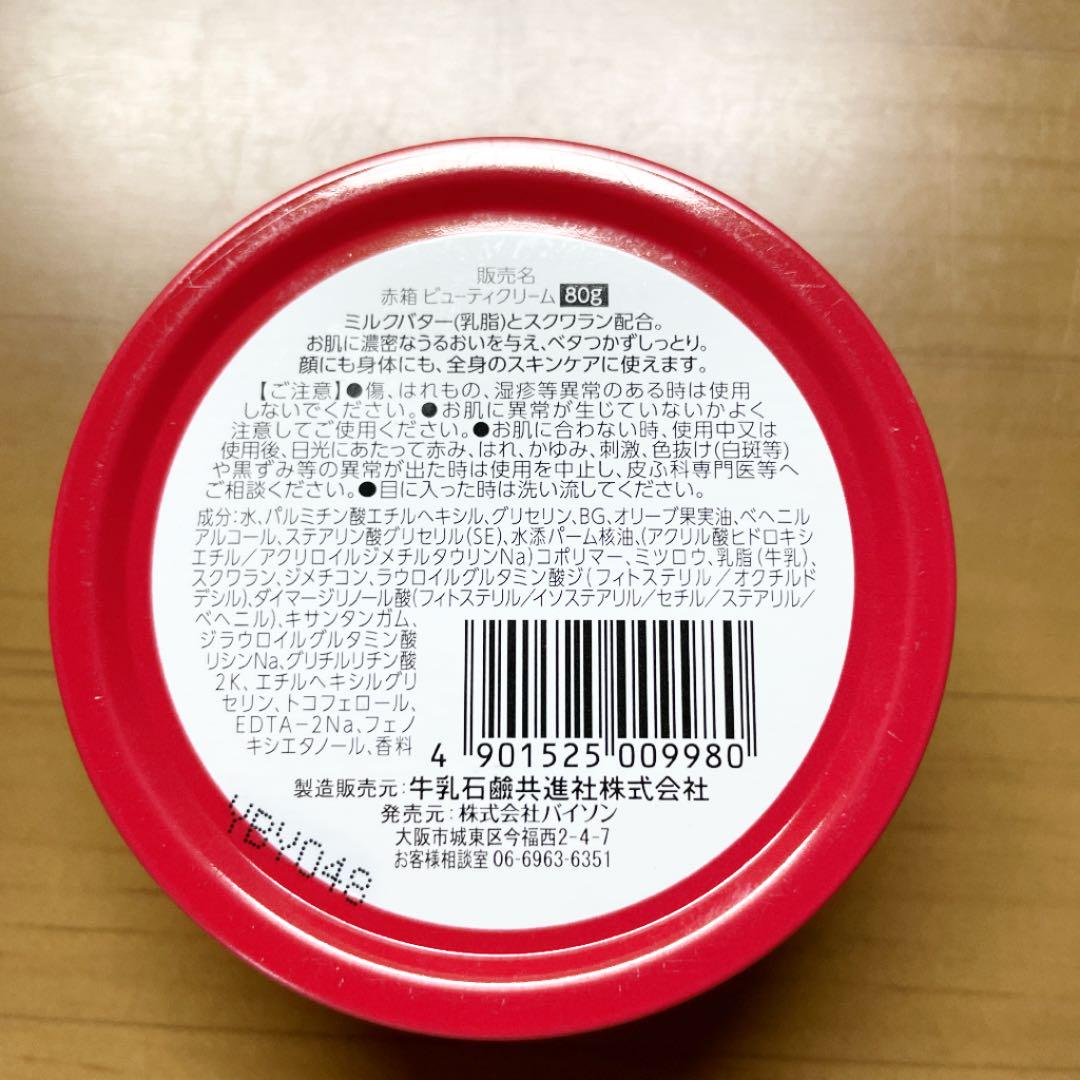 販売名
赤箱 ビューティクリーム 80g
ミルクバター(乳脂)とスクワラン配合。
お肌に濃密なうるおいを与え、ベタつかずしっとり。
顔にも身体にも、全身のスキンケアに使えます。
【ご注意】●傷、はれもの、湿疹等異常のある時は使用
しないでください。●お肌に異常が生じていないかよく
注意してご使用ください。●お肌に合わない時、使用中又は
使用後、日光にあたって赤み、はれ、かゆみ、刺激、色抜け(白斑等)
や黒ずみ等の異常が出た時は使用を中止し、皮ふ科専門医等へ
ご相談ください。●目に入った時は洗い流してください。
成分:水、パルミチン酸エチルヘキシル、グリセリン、BG、オリーブ果実油、ベヘニル
アルコール、ステアリン酸グリセリル(SE)、水添パーム核油、(アクリル酸ヒドロキシ
エチル/アクリロイルジメチルタウリンNa)コポリマー、ミツロウ、乳脂(牛乳)、
スクワラン、ジメチコン、ラウロイルグルタミン酸ジ(フィトステリル/オクチルド
デシル)、ダイマージリノール酸(フィトステリル/イソステアリル/セチル/ステアリル/
ベヘニル)、キサンタンガム、
ジラウロイルグルタミン酸
リシンNa、グリチルリチン酸
2K、エチルヘキシルグリ
セリン、トコフェロール、
EDTA-2Na、フェノ
キシエタノール、香料
4 901525 009980
製造販売元:牛乳石鹼共進社株式会社
発売元:株式会社バイソン
大阪市城東区今福西2-4-7
お客様相談室 06-6963-6351
YBV048